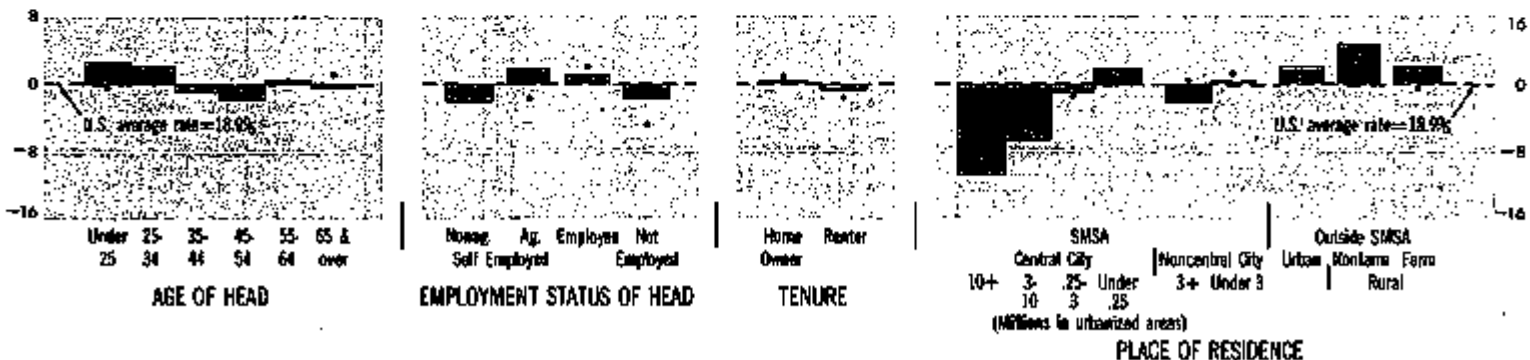 8
0
-8
-16
U.S. average rate=18.9%
Under 25- 35- 45- 55- 65 &
25 34 44 54 64 over
AGE OF HEAD
Nonag. Ag. Employee Not
Self Employed Employed
EMPLOYMENT STATUS OF HEAD
Home Renter
Owner
TENURE
16
8
0
-8
-16
U.S. average rate=18.9%
SMSA Outside SMSA
Central City Noncentral City Urban Nonfarm Farm
10+ 3- .25- Under 3+ Under 3 Rural
10 3 .25
(Millions in urbanized areas)
PLACE OF RESIDENCE